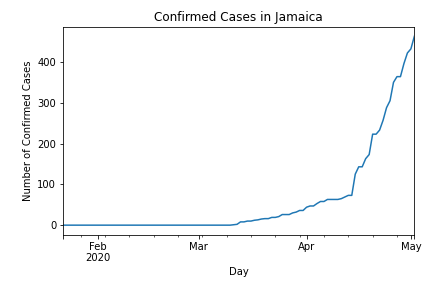 Confirmed Cases in Jamaica
Number of Confirmed Cases
400
300
200
100
0
Feb
2020
Mar
Apr
May
Day